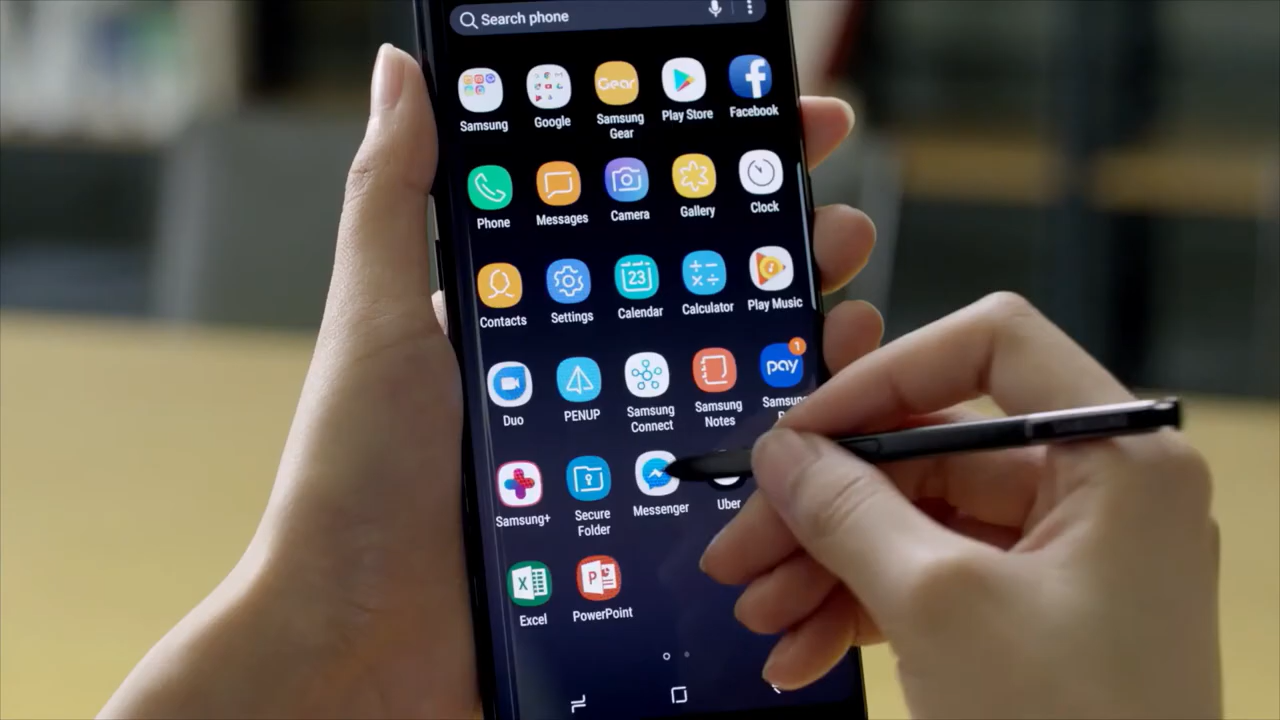 Search phone
Gear
Samsung
Google
Samsung
Gear
Play Store
Facebook
Phone
Messages
Camera
Gallery
Clock
23
Contacts
Settings
Calendar
Calculator
Play Music
1
pay
Duo
PENUP
Samsung
Connect
Samsung
Notes
Samsung+
Secure
Folder
Messenger
Uber
X
P
Excel
PowerPoint